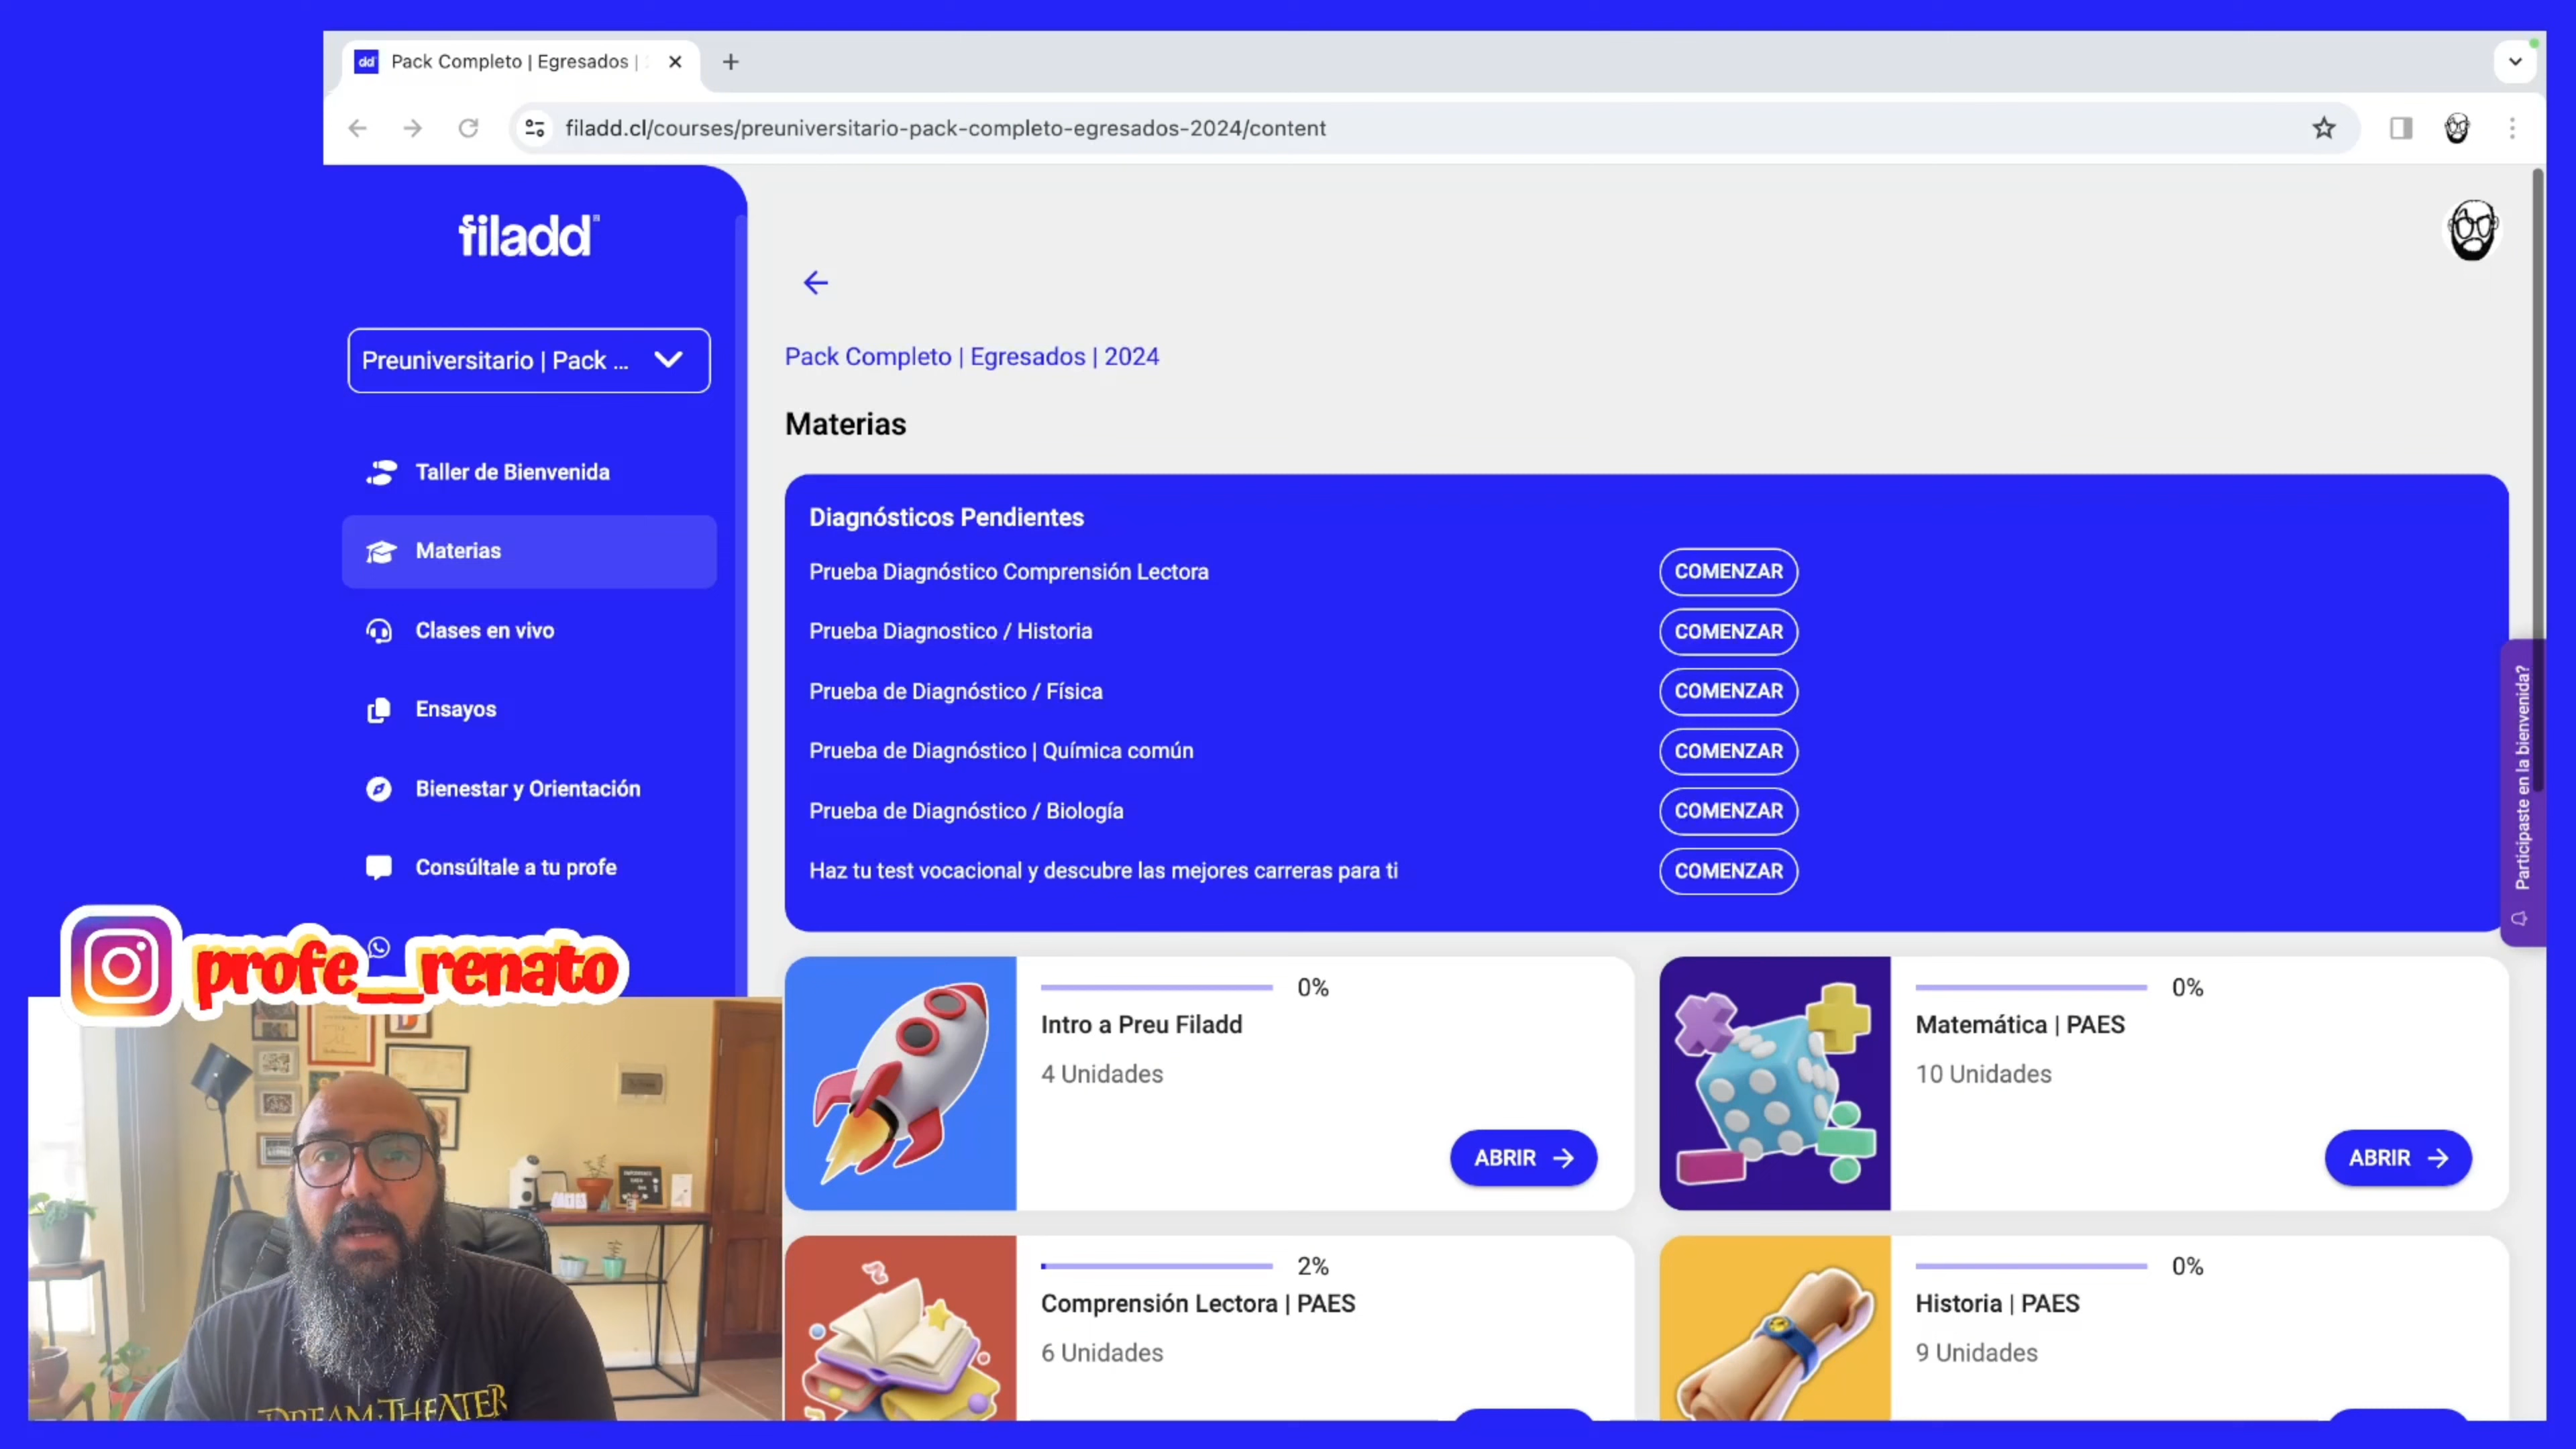 dd Pack Completo | Egresados |
filadd.cl/courses/preuniversitario-pack-completo-egresados-2024/content
filadd
Preuniversitario | Pack ...
Taller de Bienvenida
Materias
Clases en vivo
Ensayos
Bienestar y Orientación
Consúltale a tu profe
profe__renato
DREAM THEATER
Pack Completo | Egresados | 2024
Materias
Diagnósticos Pendientes
Prueba Diagnóstico Comprensión Lectora COMENZAR
Prueba Diagnostico / Historia COMENZAR
Prueba de Diagnóstico / Física COMENZAR
Prueba de Diagnóstico | Química común COMENZAR
Prueba de Diagnóstico / Biología COMENZAR
Haz tu test vocacional y descubre las mejores carreras para ti COMENZAR
Participaste en la bienvenida?
0%
Intro a Preu Filadd
4 Unidades
ABRIR
0%
Matemática | PAES
10 Unidades
ABRIR
2%
Comprensión Lectora | PAES
6 Unidades
0%
Historia | PAES
9 Unidades